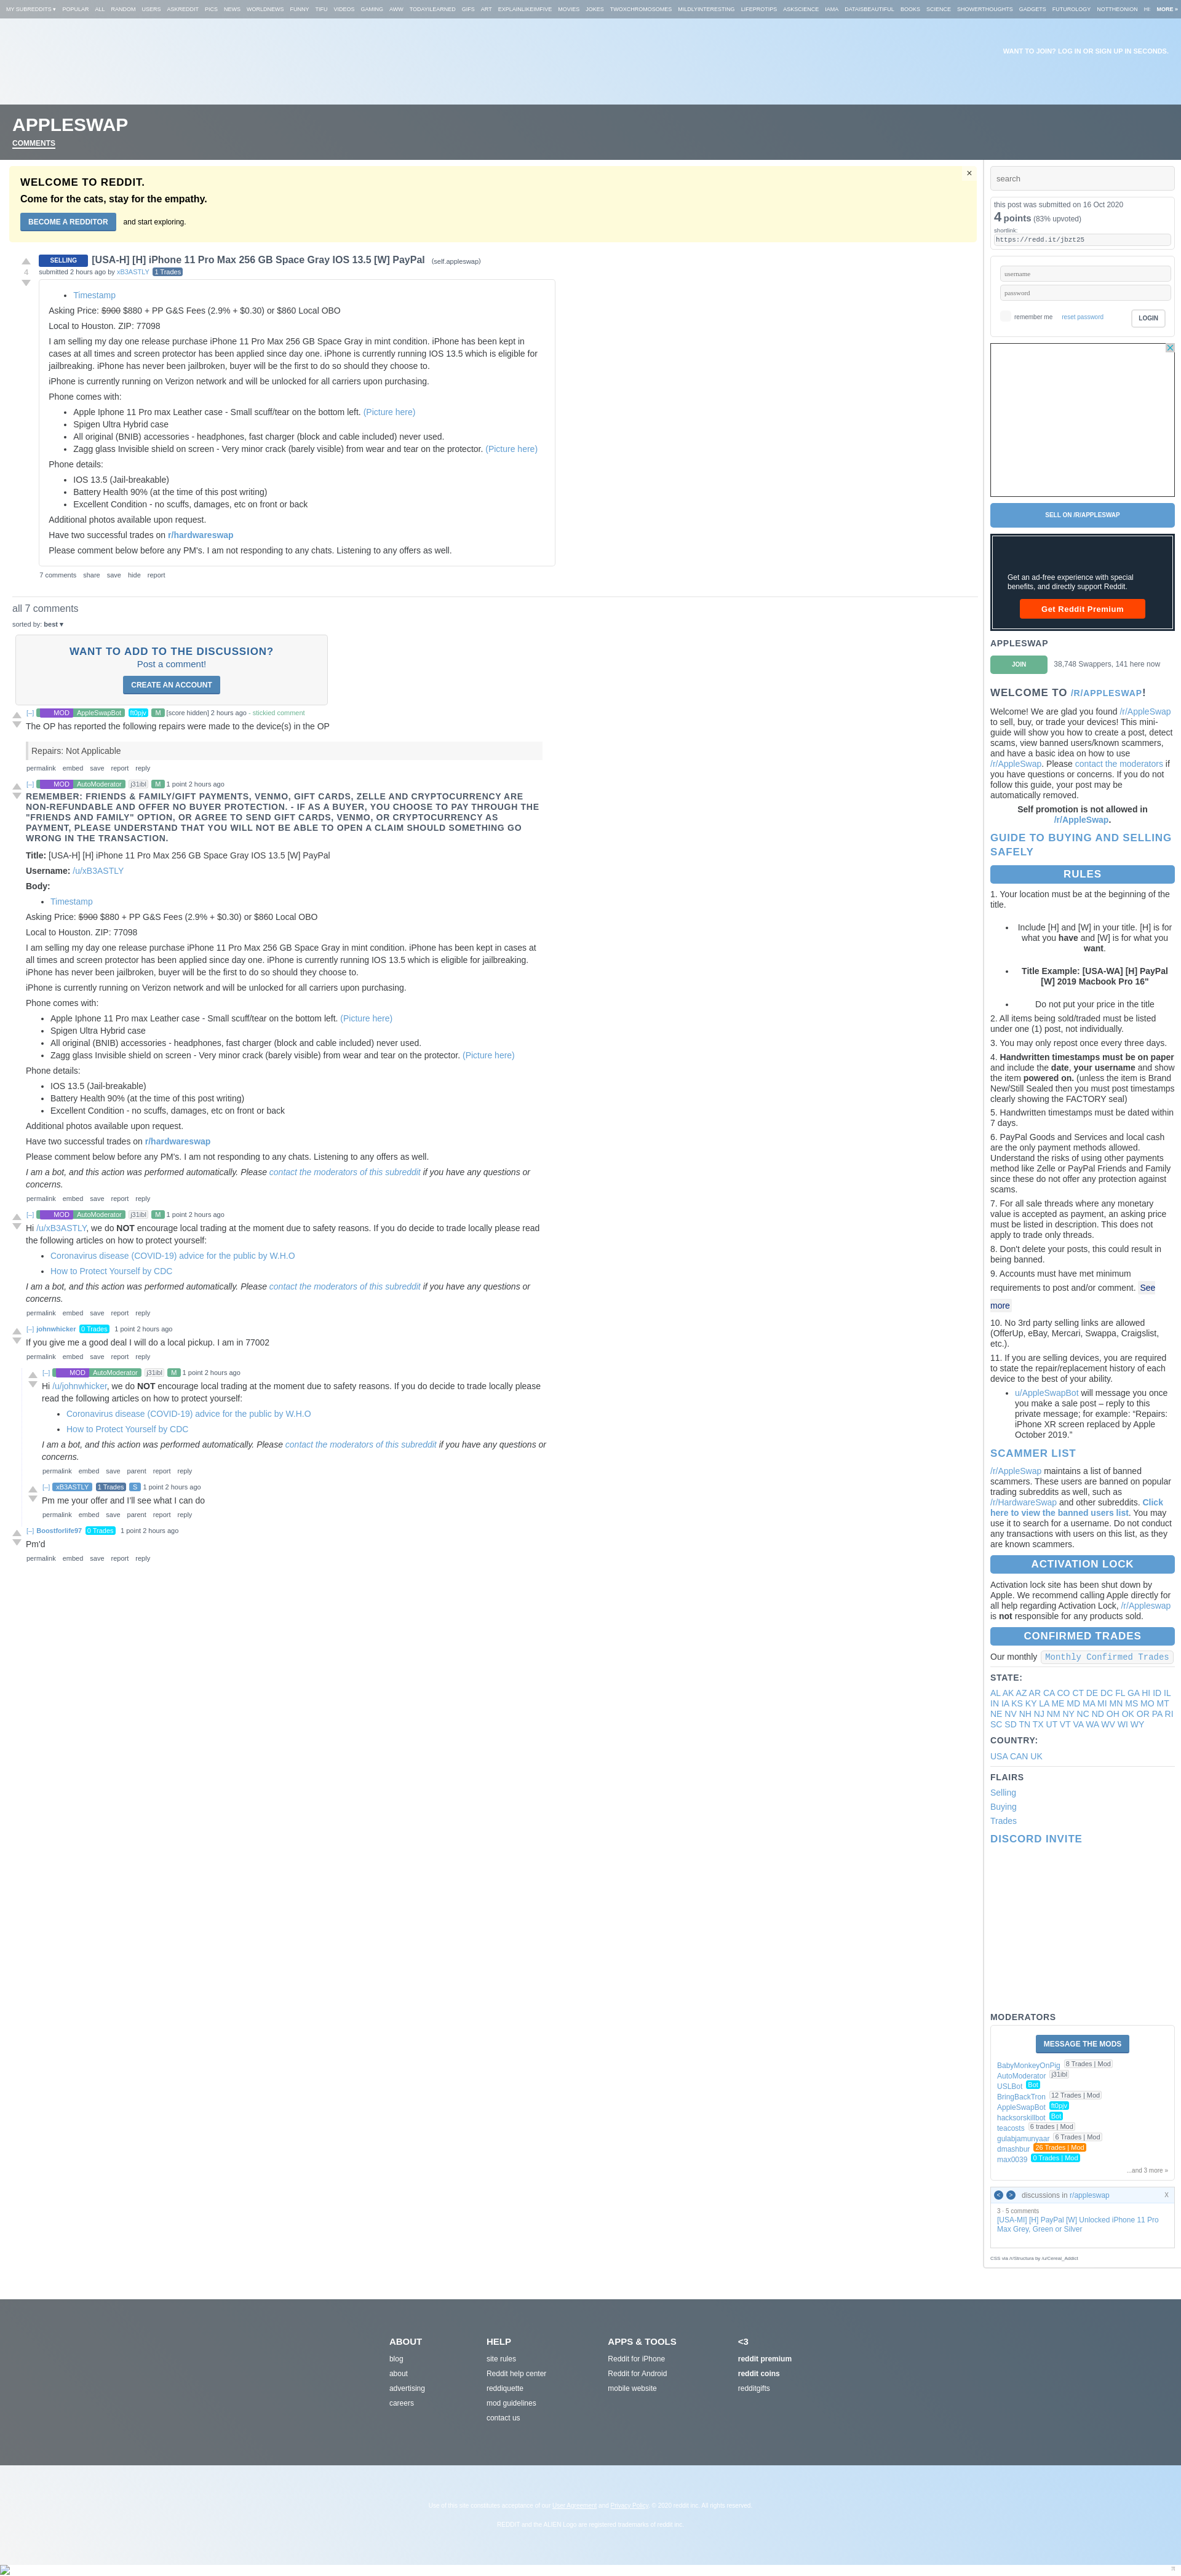 MY SUBREDDITS ▾ POPULAR ALL RANDOM USERS ASKREDDIT PICS NEWS WORLDNEWS FUNNY TIFU VIDEOS GAMING AWW TODAYILEARNED GIFS ART EXPLAINLIKEIMFIVE MOVIES JOKES TWOXCHROMOSOMES MILDLYINTERESTING LIFEPROTIPS ASKSCIENCE IAMA DATAISBEAUTIFUL BOOKS SCIENCE SHOWERTHOUGHTS GADGETS FUTUROLOGY NOTTHEONION HI MORE »
WANT TO JOIN? LOG IN OR SIGN UP IN SECONDS.
APPLESWAP
COMMENTS
WELCOME TO REDDIT.
Come for the cats, stay for the empathy.
BECOME A REDDITOR and start exploring.
×
4
SELLING [USA-H] [H] iPhone 11 Pro Max 256 GB Space Gray IOS 13.5 [W] PayPal (self.appleswap)
submitted 2 hours ago by xB3ASTLY 1 Trades
• Timestamp
Asking Price: $900 $880 + PP G&S Fees (2.9% + $0.30) or $860 Local OBO
Local to Houston. ZIP: 77098
I am selling my day one release purchase iPhone 11 Pro Max 256 GB Space Gray in mint condition. iPhone has been kept in
cases at all times and screen protector has been applied since day one. iPhone is currently running IOS 13.5 which is eligible for
jailbreaking. iPhone has never been jailbroken, buyer will be the first to do so should they choose to.
iPhone is currently running on Verizon network and will be unlocked for all carriers upon purchasing.
Phone comes with:
• Apple Iphone 11 Pro max Leather case - Small scuff/tear on the bottom left. (Picture here)
• Spigen Ultra Hybrid case
• All original (BNIB) accessories - headphones, fast charger (block and cable included) never used.
• Zagg glass Invisible shield on screen - Very minor crack (barely visible) from wear and tear on the protector. (Picture here)
Phone details:
• IOS 13.5 (Jail-breakable)
• Battery Health 90% (at the time of this post writing)
• Excellent Condition - no scuffs, damages, etc on front or back
Additional photos available upon request.
Have two successful trades on r/hardwareswap
Please comment below before any PM's. I am not responding to any chats. Listening to any offers as well.
7 comments share save hide report
all 7 comments
sorted by: best ▾
WANT TO ADD TO THE DISCUSSION?
Post a comment!
CREATE AN ACCOUNT
[–] MOD AppleSwapBot ft0pjv M [score hidden] 2 hours ago - stickied comment
The OP has reported the following repairs were made to the device(s) in the OP
Repairs: Not Applicable
permalink embed save report reply
[–] MOD AutoModerator j31ibl M 1 point 2 hours ago
REMEMBER: FRIENDS & FAMILY/GIFT PAYMENTS, VENMO, GIFT CARDS, ZELLE AND CRYPTOCURRENCY ARE
NON-REFUNDABLE AND OFFER NO BUYER PROTECTION. - IF AS A BUYER, YOU CHOOSE TO PAY THROUGH THE
"FRIENDS AND FAMILY" OPTION, OR AGREE TO SEND GIFT CARDS, VENMO, OR CRYPTOCURRENCY AS
PAYMENT, PLEASE UNDERSTAND THAT YOU WILL NOT BE ABLE TO OPEN A CLAIM SHOULD SOMETHING GO
WRONG IN THE TRANSACTION.
Title: [USA-H] [H] iPhone 11 Pro Max 256 GB Space Gray IOS 13.5 [W] PayPal
Username: /u/xB3ASTLY
Body:
• Timestamp
Asking Price: $900 $880 + PP G&S Fees (2.9% + $0.30) or $860 Local OBO
Local to Houston. ZIP: 77098
I am selling my day one release purchase iPhone 11 Pro Max 256 GB Space Gray in mint condition. iPhone has been kept in cases at
all times and screen protector has been applied since day one. iPhone is currently running IOS 13.5 which is eligible for jailbreaking.
iPhone has never been jailbroken, buyer will be the first to do so should they choose to.
iPhone is currently running on Verizon network and will be unlocked for all carriers upon purchasing.
Phone comes with:
• Apple Iphone 11 Pro max Leather case - Small scuff/tear on the bottom left. (Picture here)
• Spigen Ultra Hybrid case
• All original (BNIB) accessories - headphones, fast charger (block and cable included) never used.
• Zagg glass Invisible shield on screen - Very minor crack (barely visible) from wear and tear on the protector. (Picture here)
Phone details:
• IOS 13.5 (Jail-breakable)
• Battery Health 90% (at the time of this post writing)
• Excellent Condition - no scuffs, damages, etc on front or back
Additional photos available upon request.
Have two successful trades on r/hardwareswap
Please comment below before any PM's. I am not responding to any chats. Listening to any offers as well.
I am a bot, and this action was performed automatically. Please contact the moderators of this subreddit if you have any questions or
concerns.
permalink embed save report reply
[–] MOD AutoModerator j31ibl M 1 point 2 hours ago
Hi /u/xB3ASTLY, we do NOT encourage local trading at the moment due to safety reasons. If you do decide to trade locally please read
the following articles on how to protect yourself:
• Coronavirus disease (COVID-19) advice for the public by W.H.O
• How to Protect Yourself by CDC
I am a bot, and this action was performed automatically. Please contact the moderators of this subreddit if you have any questions or
concerns.
permalink embed save report reply
[–] johnwhicker 0 Trades 1 point 2 hours ago
If you give me a good deal I will do a local pickup. I am in 77002
permalink embed save report reply
[–] MOD AutoModerator j31ibl M 1 point 2 hours ago
Hi /u/johnwhicker, we do NOT encourage local trading at the moment due to safety reasons. If you do decide to trade locally please
read the following articles on how to protect yourself:
• Coronavirus disease (COVID-19) advice for the public by W.H.O
• How to Protect Yourself by CDC
I am a bot, and this action was performed automatically. Please contact the moderators of this subreddit if you have any questions or
concerns.
permalink embed save parent report reply
[–] xB3ASTLY 1 Trades S 1 point 2 hours ago
Pm me your offer and I'll see what I can do
permalink embed save parent report reply
[–] Boostforlife97 0 Trades 1 point 2 hours ago
Pm'd
permalink embed save report reply
search
this post was submitted on 16 Oct 2020
4 points (83% upvoted)
shortlink:
https://redd.it/jbzt25
username
password
remember me reset password LOGIN
SELL ON /R/APPLESWAP
Get an ad-free experience with special
benefits, and directly support Reddit.
Get Reddit Premium
APPLESWAP
JOIN 38,748 Swappers, 141 here now
WELCOME TO /R/APPLESWAP!
Welcome! We are glad you found /r/AppleSwap
to sell, buy, or trade your devices! This mini-
guide will show you how to create a post, detect
scams, view banned users/known scammers,
and have a basic idea on how to use
/r/AppleSwap. Please contact the moderators if
you have questions or concerns. If you do not
follow this guide, your post may be
automatically removed.
Self promotion is not allowed in
/r/AppleSwap.
GUIDE TO BUYING AND SELLING
SAFELY
RULES
1. Your location must be at the beginning of the
title.
• Include [H] and [W] in your title. [H] is for
what you have and [W] is for what you
want.
• Title Example: [USA-WA] [H] PayPal
[W] 2019 Macbook Pro 16"
• Do not put your price in the title
2. All items being sold/traded must be listed
under one (1) post, not individually.
3. You may only repost once every three days.
4. Handwritten timestamps must be on paper
and include the date, your username and show
the item powered on. (unless the item is Brand
New/Still Sealed then you must post timestamps
clearly showing the FACTORY seal)
5. Handwritten timestamps must be dated within
7 days.
6. PayPal Goods and Services and local cash
are the only payment methods allowed.
Understand the risks of using other payments
method like Zelle or PayPal Friends and Family
since these do not offer any protection against
scams.
7. For all sale threads where any monetary
value is accepted as payment, an asking price
must be listed in description. This does not
apply to trade only threads.
8. Don't delete your posts, this could result in
being banned.
9. Accounts must have met minimum
requirements to post and/or comment. See
more
10. No 3rd party selling links are allowed
(OfferUp, eBay, Mercari, Swappa, Craigslist,
etc.).
11. If you are selling devices, you are required
to state the repair/replacement history of each
device to the best of your ability.
• u/AppleSwapBot will message you once
you make a sale post – reply to this
private message; for example: "Repairs:
iPhone XR screen replaced by Apple
October 2019."
SCAMMER LIST
/r/AppleSwap maintains a list of banned
scammers. These users are banned on popular
trading subreddits as well, such as
/r/HardwareSwap and other subreddits. Click
here to view the banned users list. You may
use it to search for a username. Do not conduct
any transactions with users on this list, as they
are known scammers.
ACTIVATION LOCK
Activation lock site has been shut down by
Apple. We recommend calling Apple directly for
all help regarding Activation Lock, /r/Appleswap
is not responsible for any products sold.
CONFIRMED TRADES
Our monthly Monthly Confirmed Trades
STATE:
AL AK AZ AR CA CO CT DE DC FL GA HI ID IL
IN IA KS KY LA ME MD MA MI MN MS MO MT
NE NV NH NJ NM NY NC ND OH OK OR PA RI
SC SD TN TX UT VT VA WA WV WI WY
COUNTRY:
USA CAN UK
FLAIRS
Selling
Buying
Trades
DISCORD INVITE
MODERATORS
MESSAGE THE MODS
BabyMonkeyOnPig 8 Trades | Mod
AutoModerator j31ibl
USLBot Bot
BringBackTron 12 Trades | Mod
AppleSwapBot ft0pjv
hacksorskillbot Bot
teacosts 6 trades | Mod
gulabjamunyaar 6 Trades | Mod
dmashbur 26 Trades | Mod
max0039 0 Trades | Mod
...and 3 more »
< > discussions in r/appleswap X
3 · 5 comments
[USA-MI] [H] PayPal [W] Unlocked iPhone 11 Pro
Max Grey, Green or Silver
CSS via /r/Structura by /u/Cereal_Addict
ABOUT
blog
about
advertising
careers
HELP
site rules
Reddit help center
reddiquette
mod guidelines
contact us
APPS & TOOLS
Reddit for iPhone
Reddit for Android
mobile website
<3
reddit premium
reddit coins
redditgifts
Use of this site constitutes acceptance of our User Agreement and Privacy Policy. © 2020 reddit inc. All rights reserved.
REDDIT and the ALIEN Logo are registered trademarks of reddit inc.
π